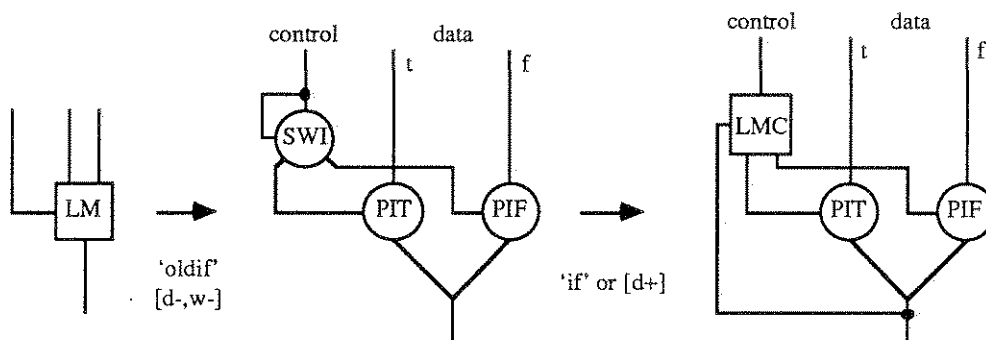 control data
t f
SWI
PIT PIF
LM
'oldif'
[d-,w-]
'if' or [d+]
control data
t f
LMC
PIT PIF